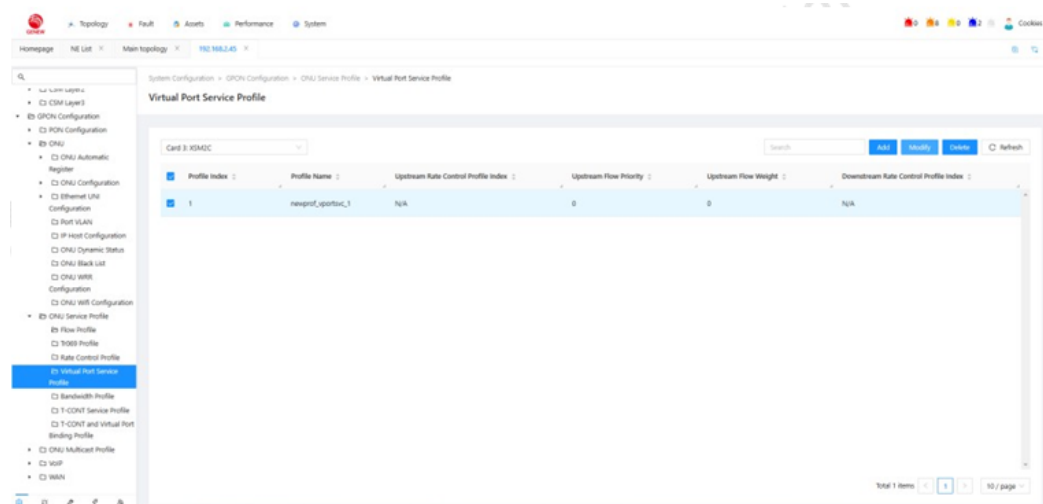 GENEW
Topology
Fault
Assets
Performance
System
0
0
2
Cookies
Homepage
NE List
Main topology
192.168.2.45
System Configuration > GPON Configuration > ONU Service Profile > Virtual Port Service Profile
Virtual Port Service Profile
CSM Layer2
CSM Layer3
GPON Configuration
PON Configuration
ONU
ONU Automatic
Register
ONU Configuration
Ethernet UNI
Configuration
Port VLAN
IP Host Configuration
ONU Dynamic Status
ONU Black List
ONU WRR
Configuration
ONU Wifi Configuration
ONU Service Profile
Flow Profile
Tr069 Profile
Rate Control Profile
Virtual Port Service
Profile
Bandwidth Profile
T-CONT Service Profile
T-CONT and Virtual Port
Binding Profile
ONU Multicast Profile
VoIP
WAN
Card 3: XSM2C
Search
Add
Modify
Delete
Refresh
Profile Index
Profile Name
Upstream Rate Control Profile Index
Upstream Flow Priority
Upstream Flow Weight
Downstream Rate Control Profile Index
1
newprof_vportsvc_1
N/A
0
0
N/A
Total 1 items
1
10 / page